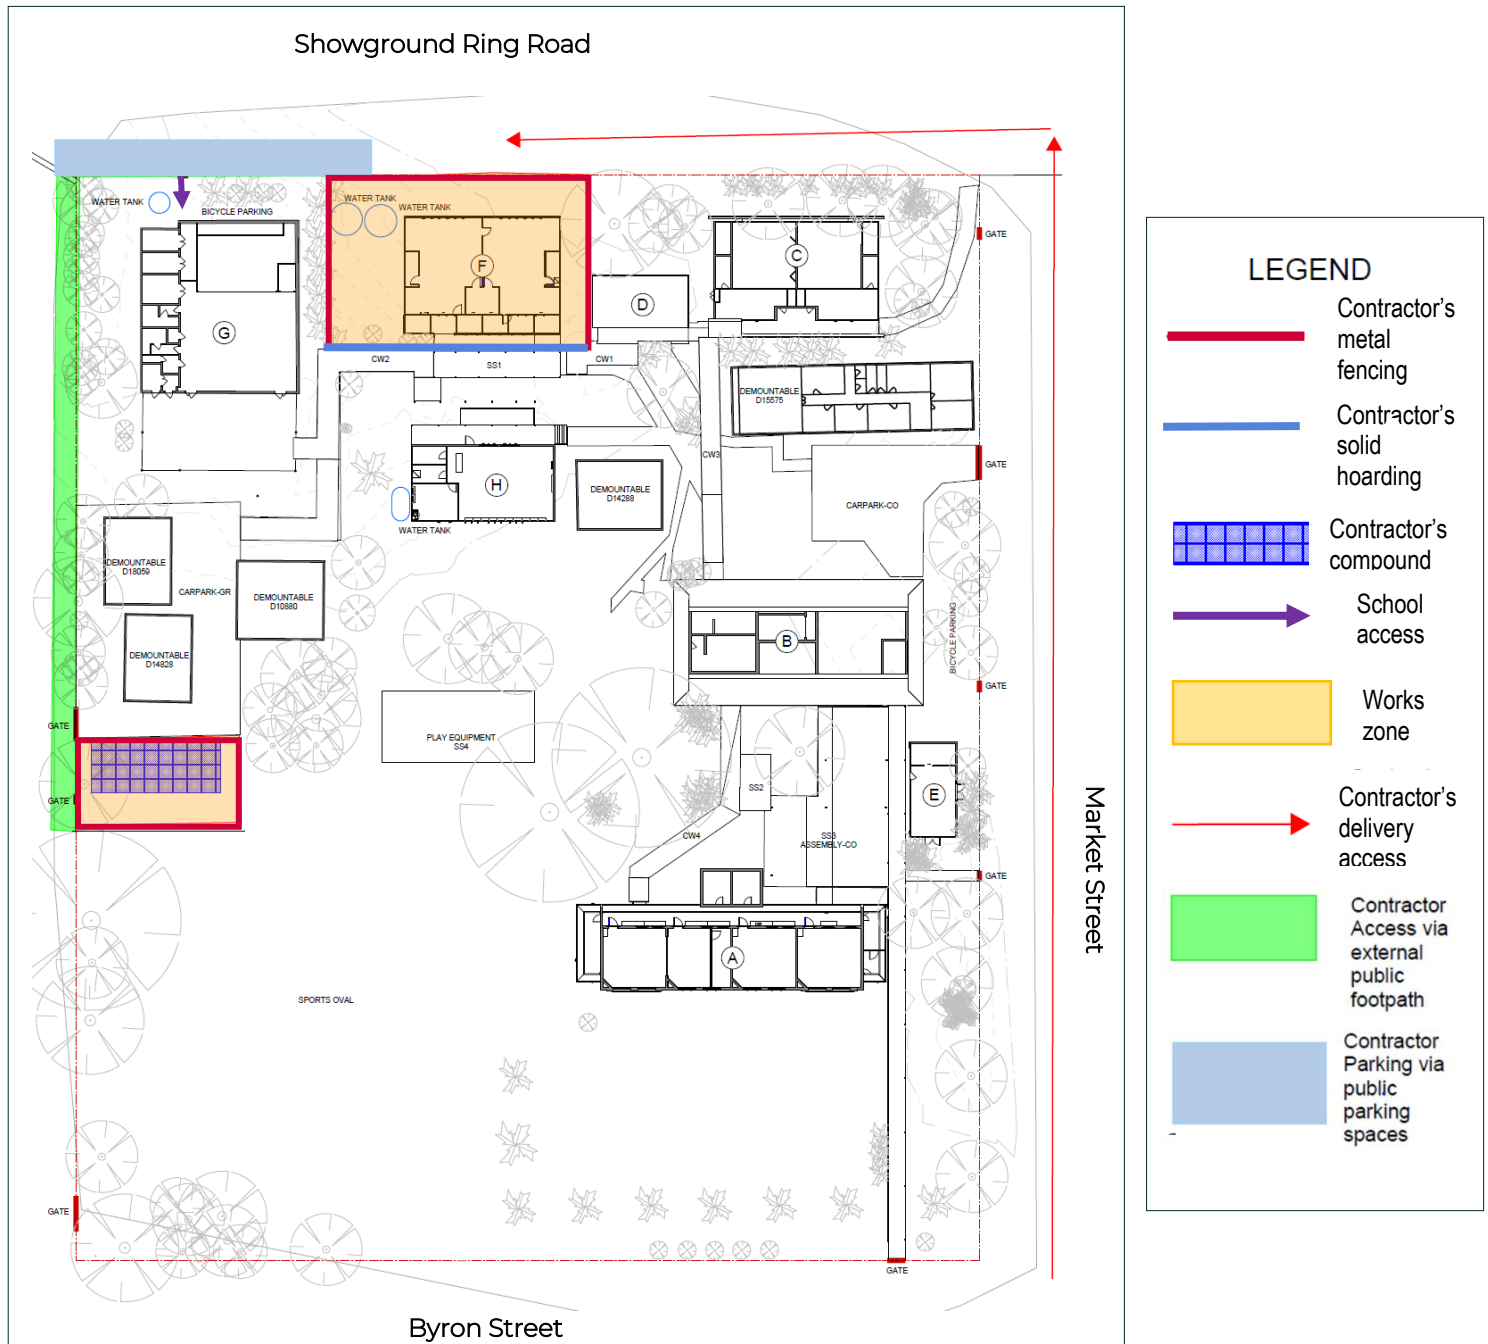 Showground Ring Road
WATER TANK
BICYCLE PARKING
WATER TANK
WATER TANK
F
G
D
C
GATE
CW2
SS1
CW1
DEMOUNTABLE
D15575
GATE
CW3
H
DEMOUNTABLE
D14288
CARPARK-CO
WATER TANK
DEMOUNTABLE
D18059
CARPARK-GR
DEMOUNTABLE
D10880
DEMOUNTABLE
D14828
B
BICYCLE PARKING
GATE
GATE
PLAY EQUIPMENT
SS4
GATE
SS2
E
CW4
SS3
ASSEMBLY-CO
GATE
A
SPORTS OVAL
GATE
GATE
Market Street
Byron Street
LEGEND
Contractor's
metal
fencing
Contractor's
solid
hoarding
Contractor's
compound
School
access
Works
zone
Contractor's
delivery
access
Contractor
Access via
external
public
footpath
Contractor
Parking via
public
parking
spaces